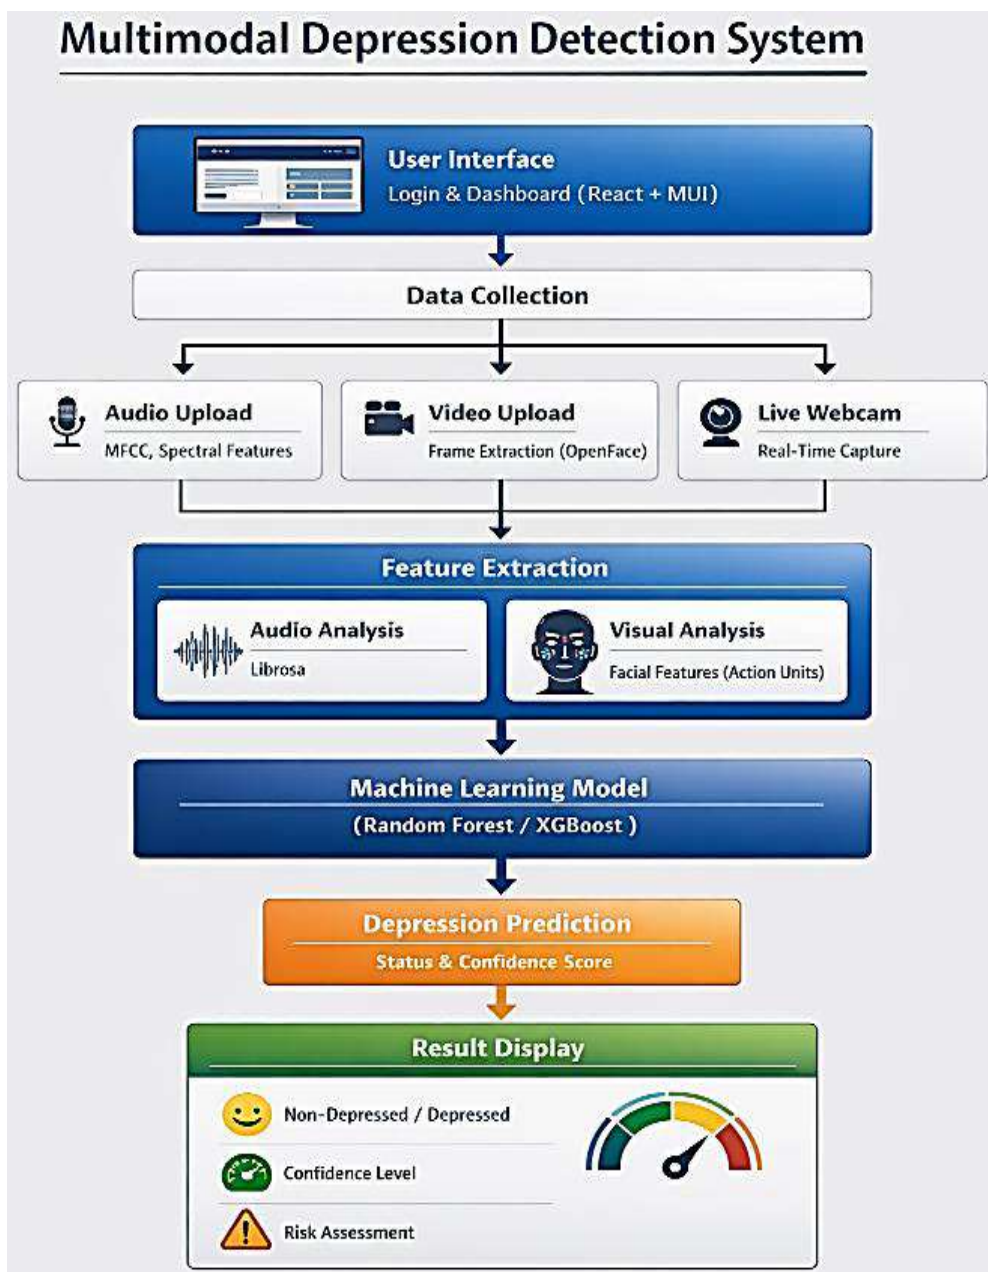 Multimodal Depression Detection System
User Interface
Login & Dashboard (React + MUI)
Data Collection
Audio Upload
MFCC, Spectral Features
Video Upload
Frame Extraction (OpenFace)
Live Webcam
Real-Time Capture
Feature Extraction
Audio Analysis
Librosa
Visual Analysis
Facial Features (Action Units)
Machine Learning Model
(Random Forest / XGBoost )
Depression Prediction
Status & Confidence Score
Result Display
Non-Depressed / Depressed
Confidence Level
Risk Assessment